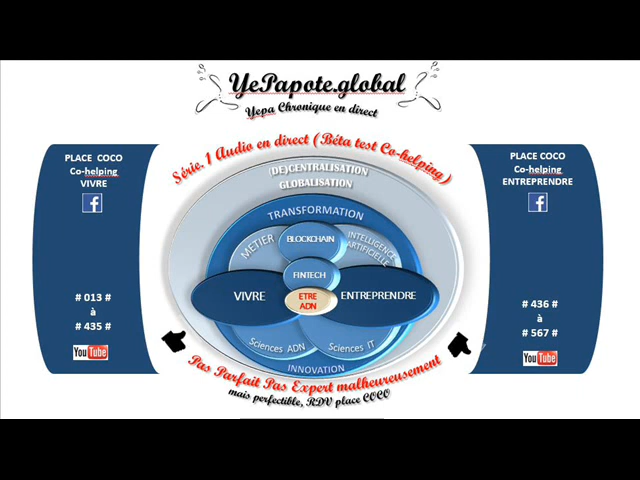 YePapote.global
Yepa Chronique en direct
Série, 1 Audio en direct (Béta test Co-helping)
PLACE COCO
Co-helping
VIVRE
f
# 013 #
à
# 435 #
YouTube
(DE)CENTRALISATION
GLOBALISATION
TRANSFORMATION
METIER
BLOCKCHAIN
INTELLIGENCE
ARTIFICIELLE
FINTECH
VIVRE
ETRE
ADN
ENTREPRENDRE
Sciences ADN
Sciences IT
INNOVATION
PLACE COCO
Co-helping
ENTREPRENDRE
f
# 436 #
à
# 567 #
YouTube
Pas Parfait Pas Expert malheureusement
mais perfectible, RDV place COCO